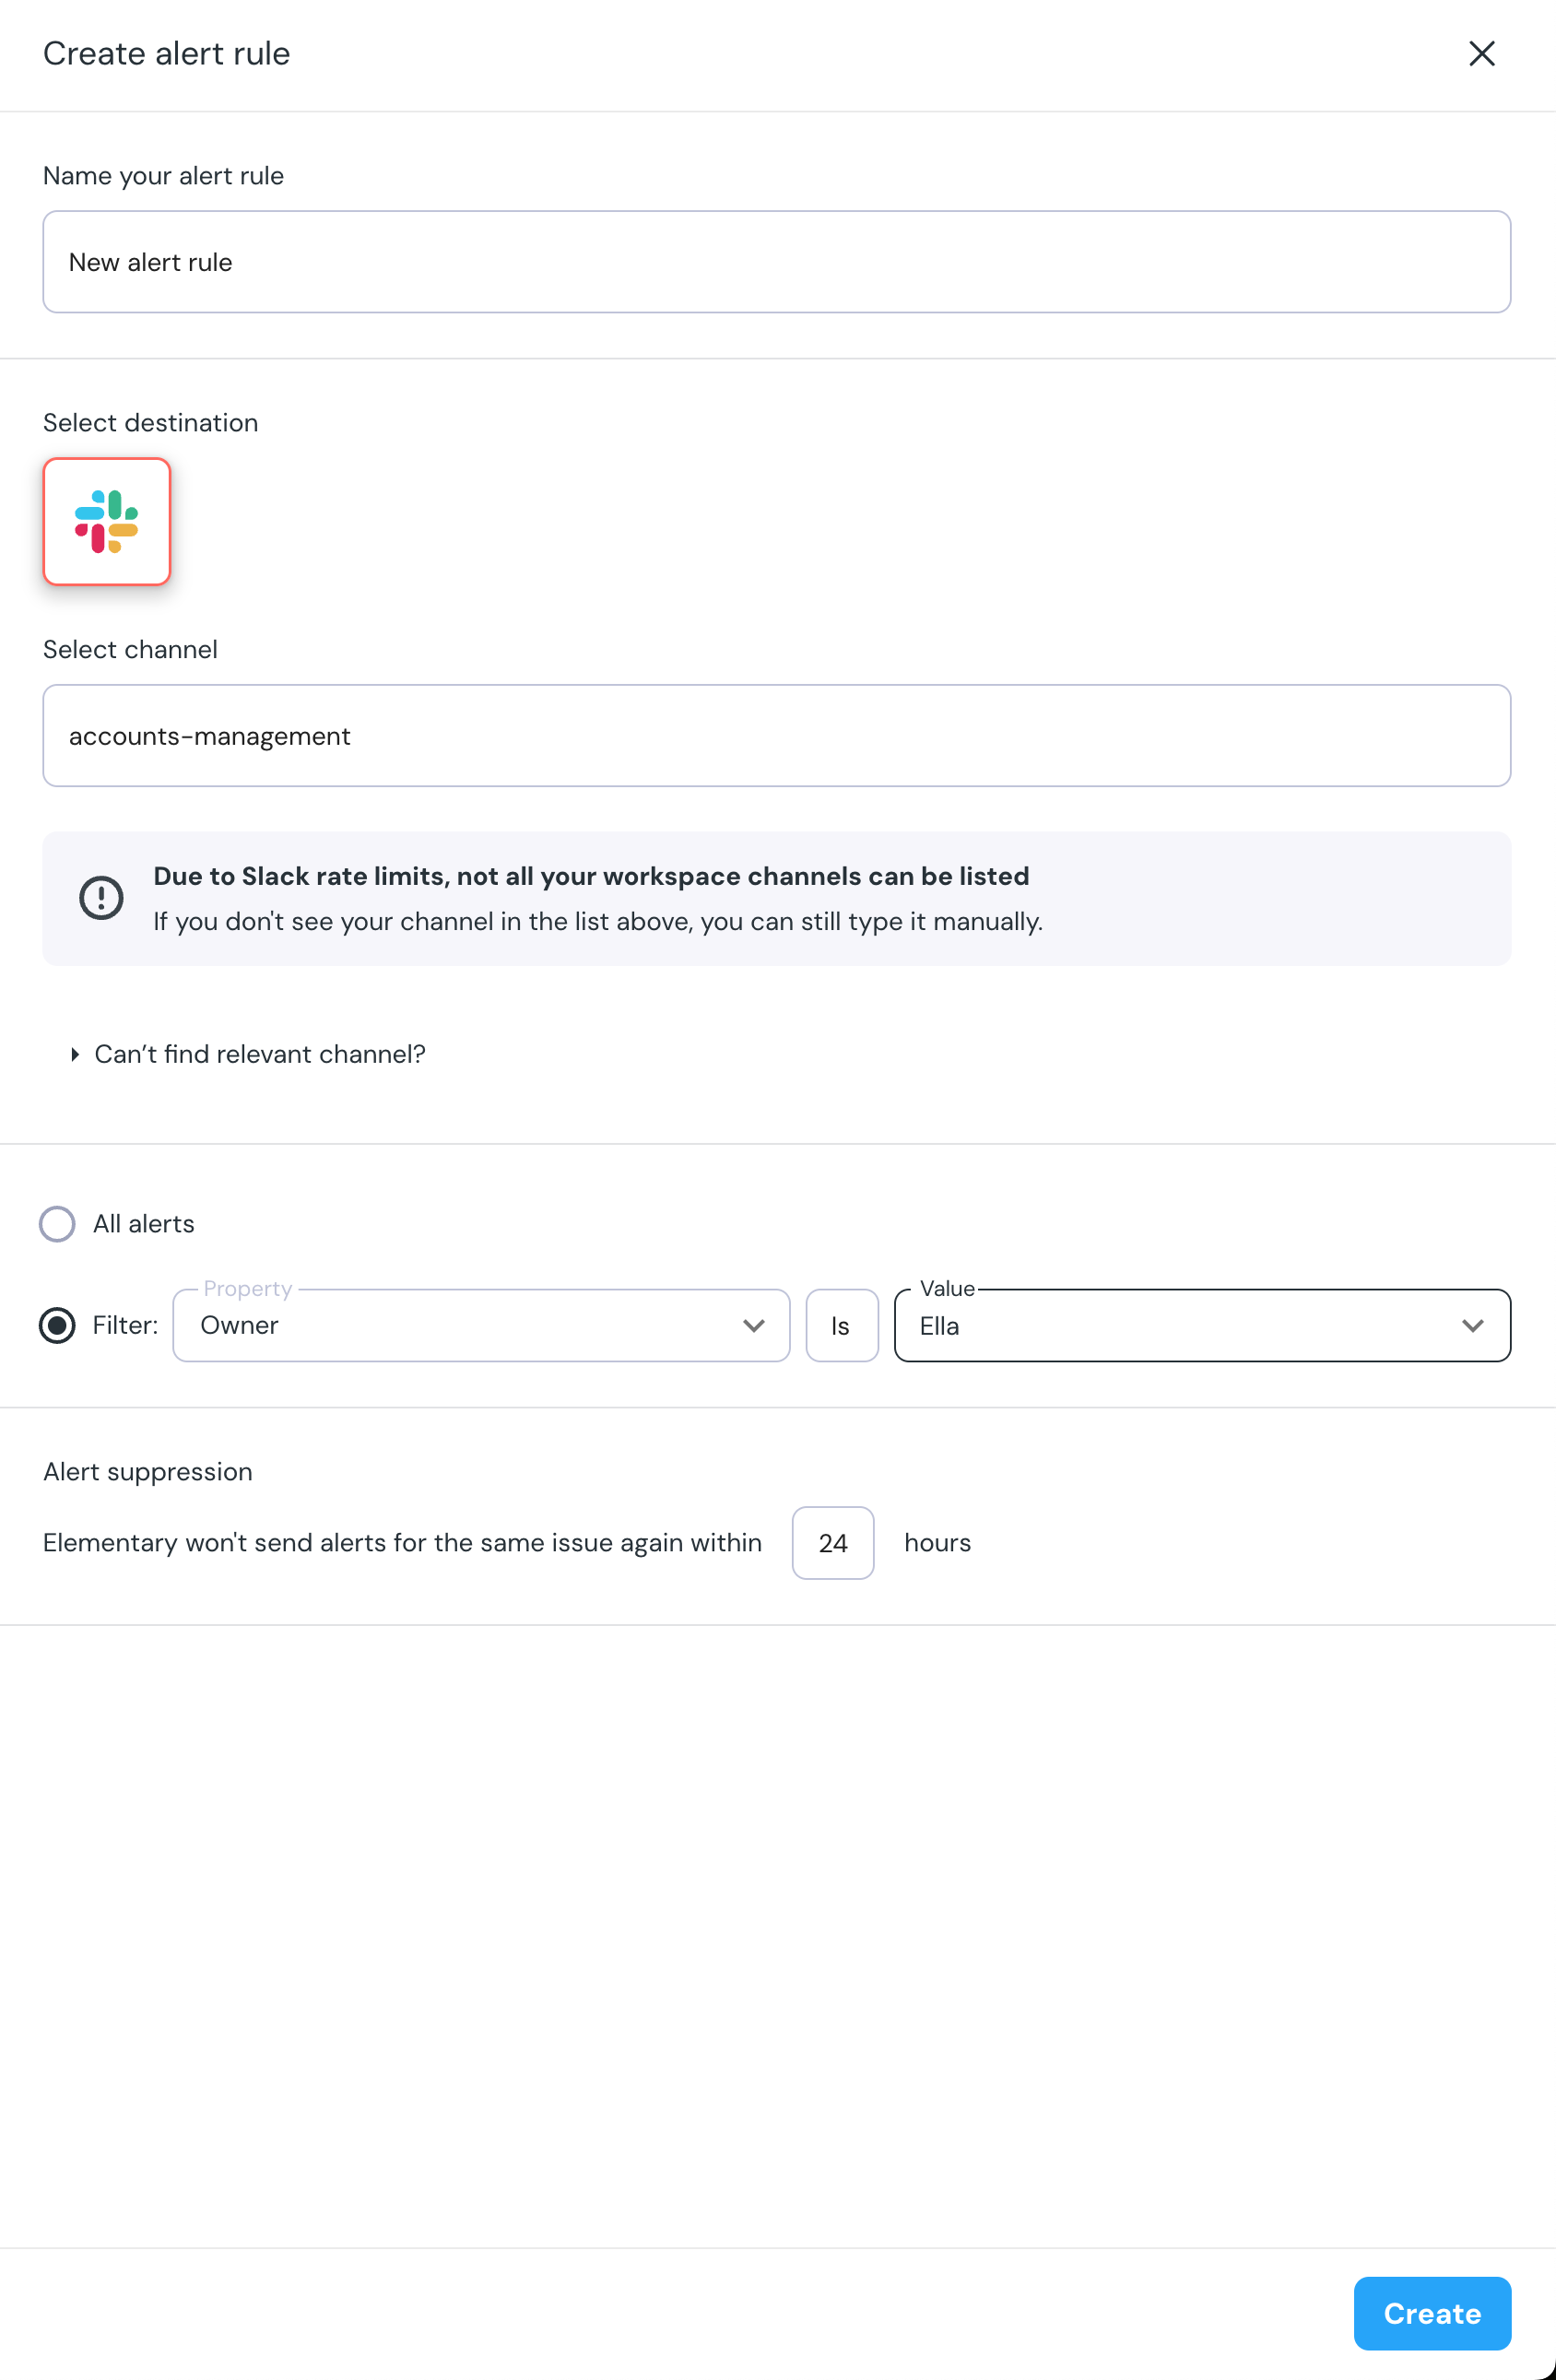 Create alert rule
Name your alert rule
New alert rule
Select destination
Select channel
accounts-management
Due to Slack rate limits, not all your workspace channels can be listed
If you don't see your channel in the list above, you can still type it manually.
Can’t find relevant channel?
All alerts
Filter: Property Owner Is Value Ella
Alert suppression
Elementary won't send alerts for the same issue again within 24 hours
Create